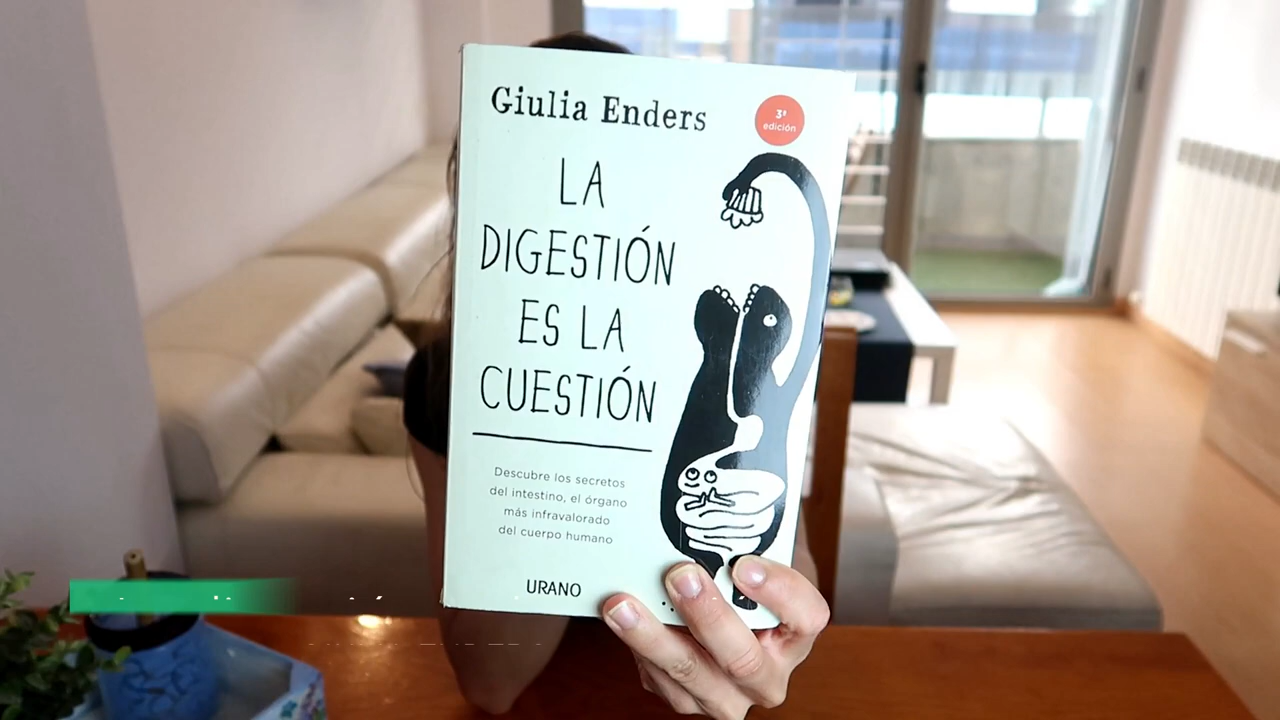 Giulia Enders
3ª
edición
LA
DIGESTIÓN
ES LA
CUESTIÓN
Descubre los secretos
del intestino, el órgano
más infravalorado
del cuerpo humano
URANO